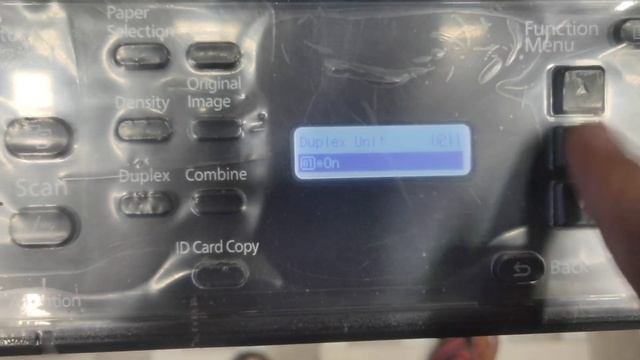 Paper
Selection
Function
Menu
Original
Image
Density
Duplex Unit
01 *On
Duplex
Combine
Scan
ID Card Copy
Back